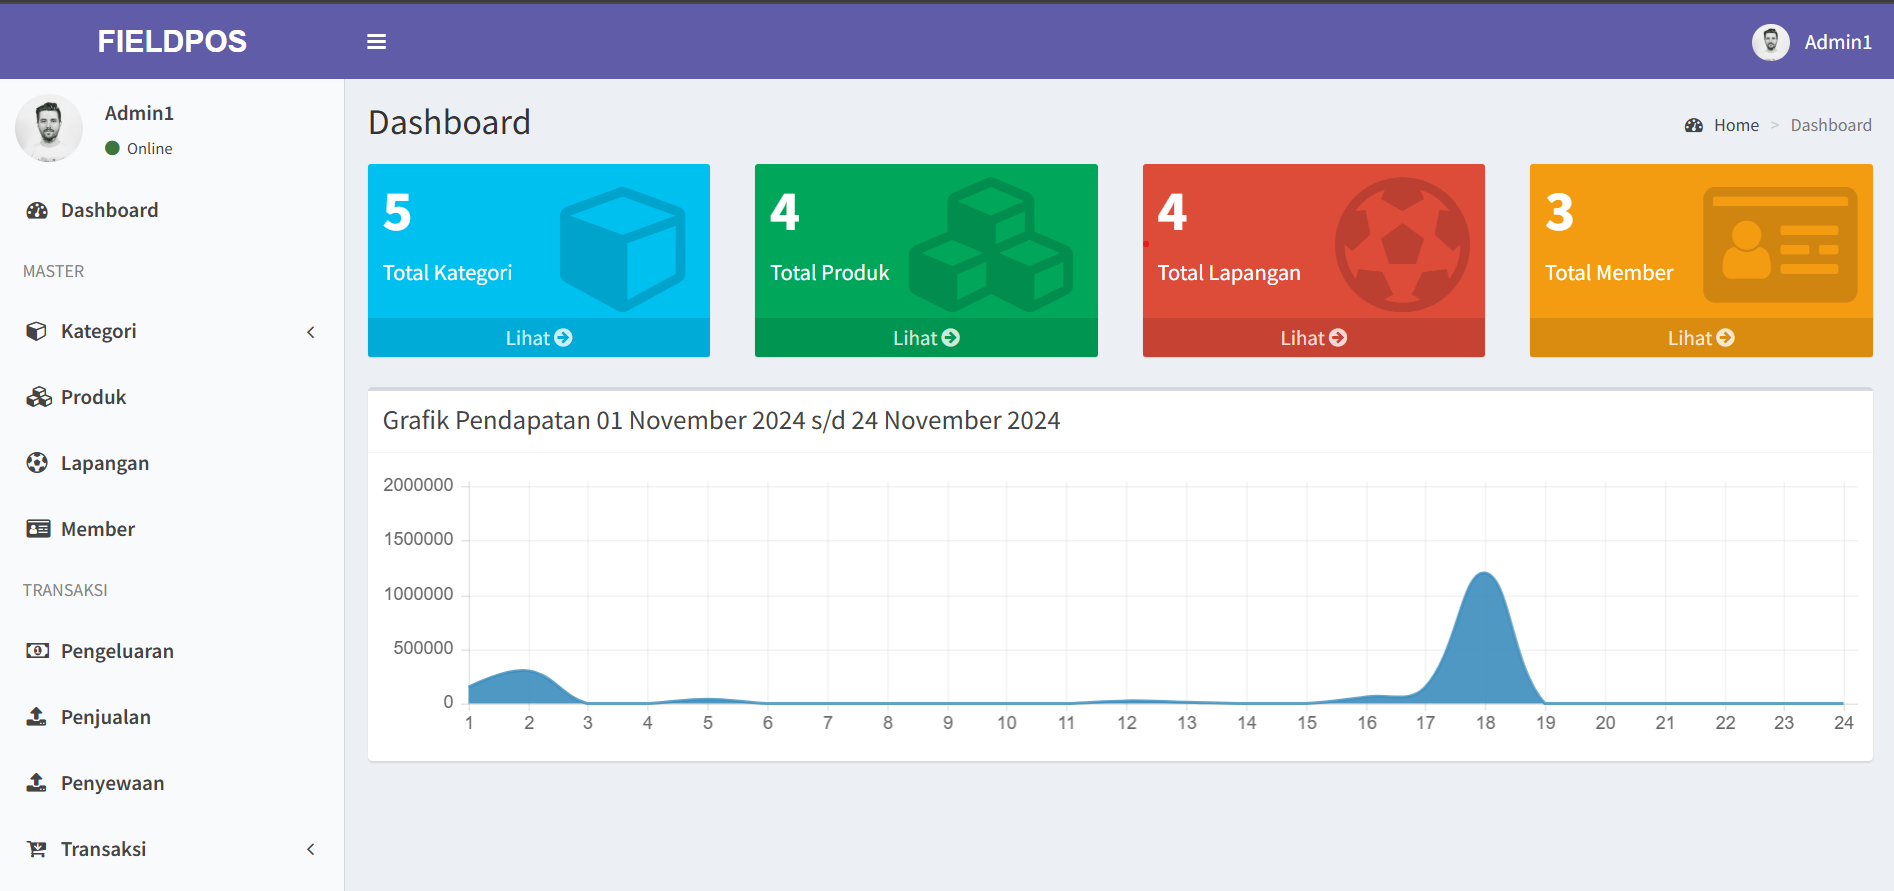 FIELDPOS
Admin1
Admin1
Online
Dashboard
MASTER
Kategori
Produk
Lapangan
Member
TRANSAKSI
Pengeluaran
Penjualan
Penyewaan
Transaksi
Dashboard
Home > Dashboard
5
Total Kategori
Lihat
4
Total Produk
Lihat
4
Total Lapangan
Lihat
3
Total Member
Lihat
Grafik Pendapatan 01 November 2024 s/d 24 November 2024
2000000
1500000
1000000
500000
0
1 2 3 4 5 6 7 8 9 10 11 12 13 14 15 16 17 18 19 20 21 22 23 24